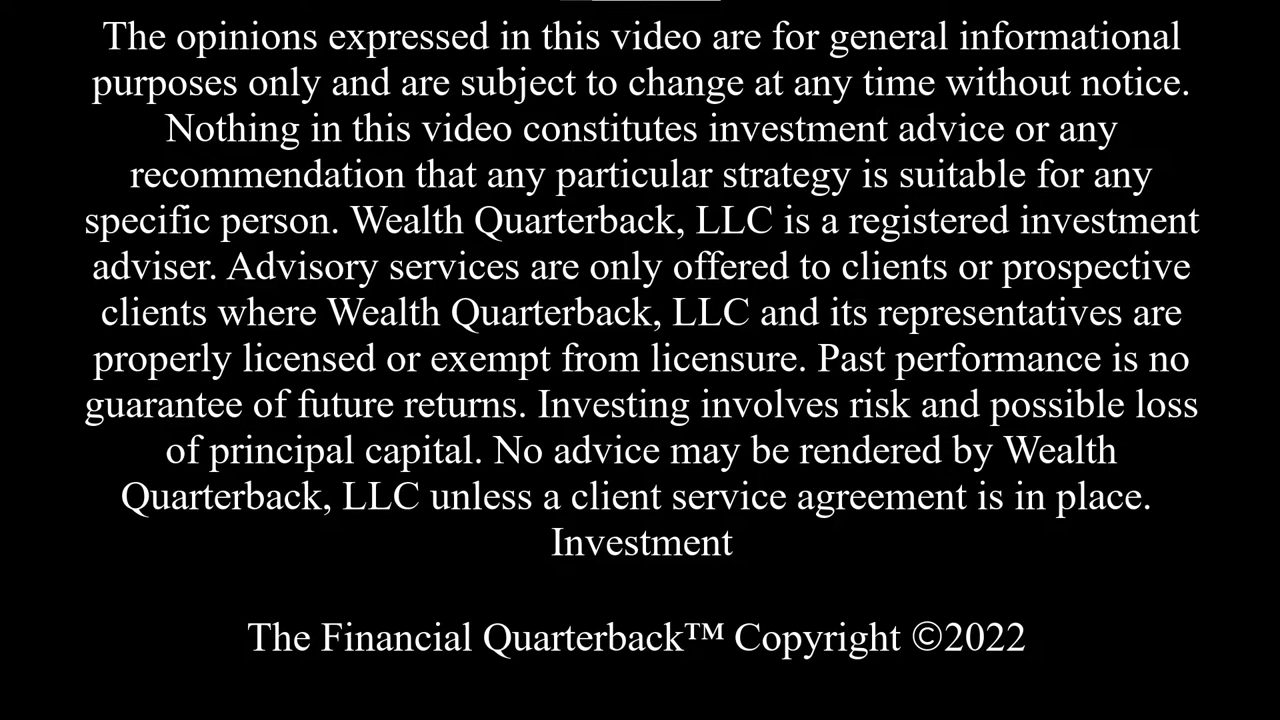 The opinions expressed in this video are for general informational
purposes only and are subject to change at any time without notice.
Nothing in this video constitutes investment advice or any
recommendation that any particular strategy is suitable for any
specific person. Wealth Quarterback, LLC is a registered investment
adviser. Advisory services are only offered to clients or prospective
clients where Wealth Quarterback, LLC and its representatives are
properly licensed or exempt from licensure. Past performance is no
guarantee of future returns. Investing involves risk and possible loss
of principal capital. No advice may be rendered by Wealth
Quarterback, LLC unless a client service agreement is in place.
Investment
The Financial Quarterback™ Copyright ©2022